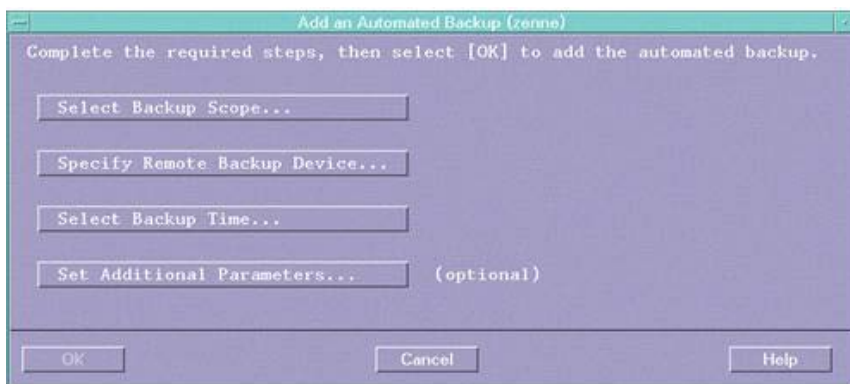 Add an Automated Backup (zenne)
Complete the required steps, then select [OK] to add the automated backup.
Select Backup Scope...
Specify Remote Backup Device...
Select Backup Time...
Set Additional Parameters... (optional)
OK Cancel Help